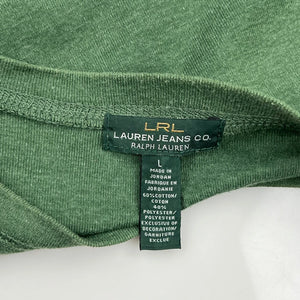 LRL
LAUREN JEANS CO.
RALPH LAUREN
L
MADE IN
JORDAN
FABRIQUE EN
JORDANIE
60% COTTON/
COTON
40%
POLYESTER/
POLYESTER
EXCLUSIVE OF
DECORATION/
GARNITURE
EXCLUE